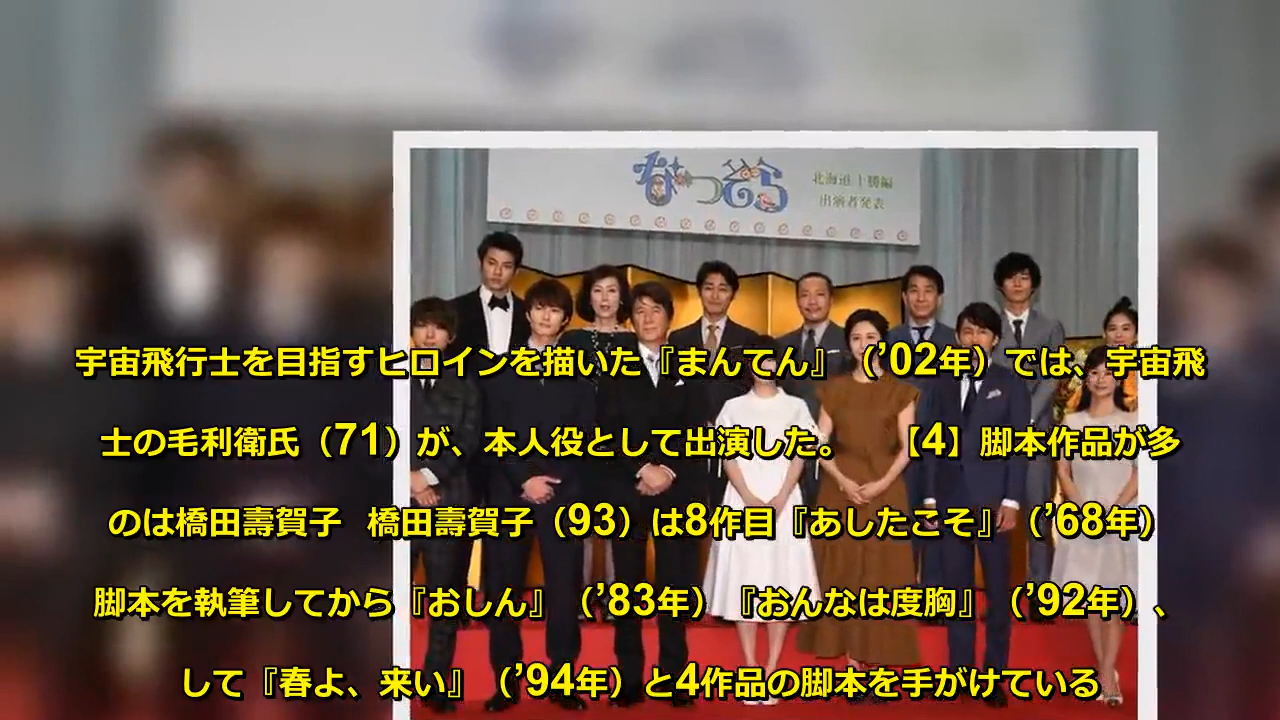 なつぞら
北海道十勝編
出演者発表
宇宙飛行士を目指すヒロインを描いた『まんてん』（’02年）では、宇宙飛
士の毛利衛氏（71）が、本人役として出演した。　【4】脚本作品が多
のは橋田壽賀子 橋田壽賀子（93）は8作目『あしたこそ』（’68年）
脚本を執筆してから『おしん』（’83年）『おんなは度胸』（’92年）、
して『春よ、来い』（’94年）と4作品の脚本を手がけている